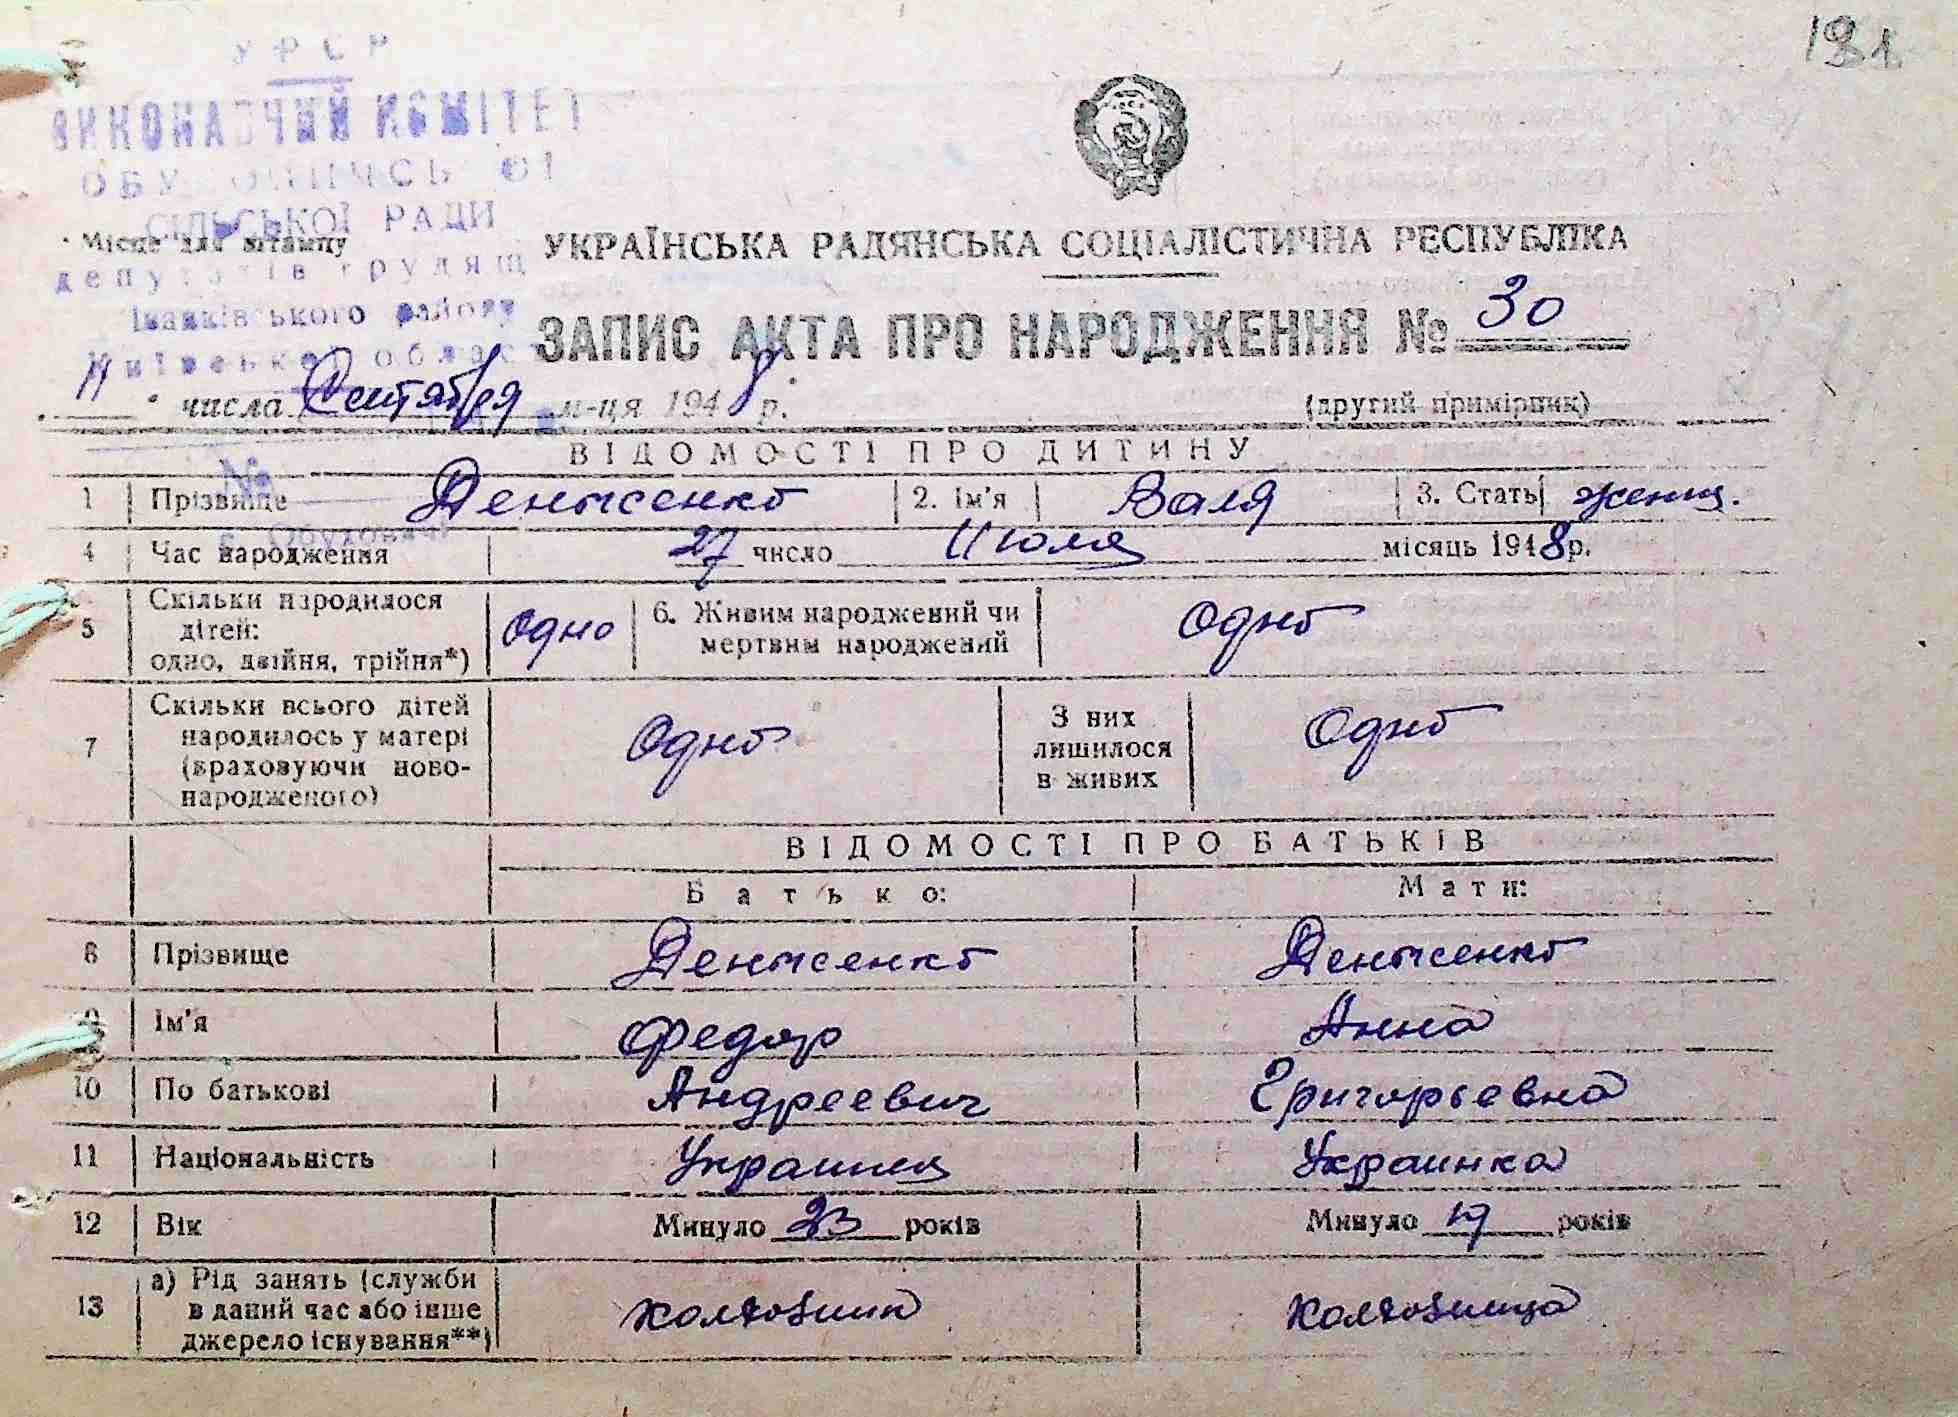 191
УРСР
ВИКОНАВЧИЙ КОМІТЕТ
ОБУХОВИЧСЬКОЇ
СІЛЬСЬКОЇ РАДИ
Місце для штампу
депутатів трудящ
Іванківського району
Київської област
УКРАЇНСЬКА РАДЯНСЬКА СОЦІАЛІСТИЧНА РЕСПУБЛІКА
ЗАПИС АКТА ПРО НАРОДЖЕННЯ № 30
11 числа Сентября м-ця 1948 р. (другий примірник)
ВІДОМОСТІ ПРО ДИТИНУ
№
1 Прізвище Денисенко 2. Ім'я Валя 3. Стать женщ.
с. Обуховичі
4 Час народження 27 число Июля місяць 1948 р.
5 Скільки народилося дітей: одно, двійня, трійня*) Одно 6. Живим народжений чи мертвим народжений Одно
7 Скільки всього дітей народилось у матері (враховуючи новонародженого) Одно З них лишилося в живих Одно
ВІДОМОСТІ ПРО БАТЬКІВ
Батько: Мати:
8 Прізвище Денисенко Денисенко
9 Ім'я Федор Анна
10 По батькові Андреевич Григорьевна
11 Національність Украинец Украинка
12 Вік Минуло 23 років Минуло 19 років
13 а) Рід занять (служби в даний час або інше джерело існування**) Колхозник Колхозница